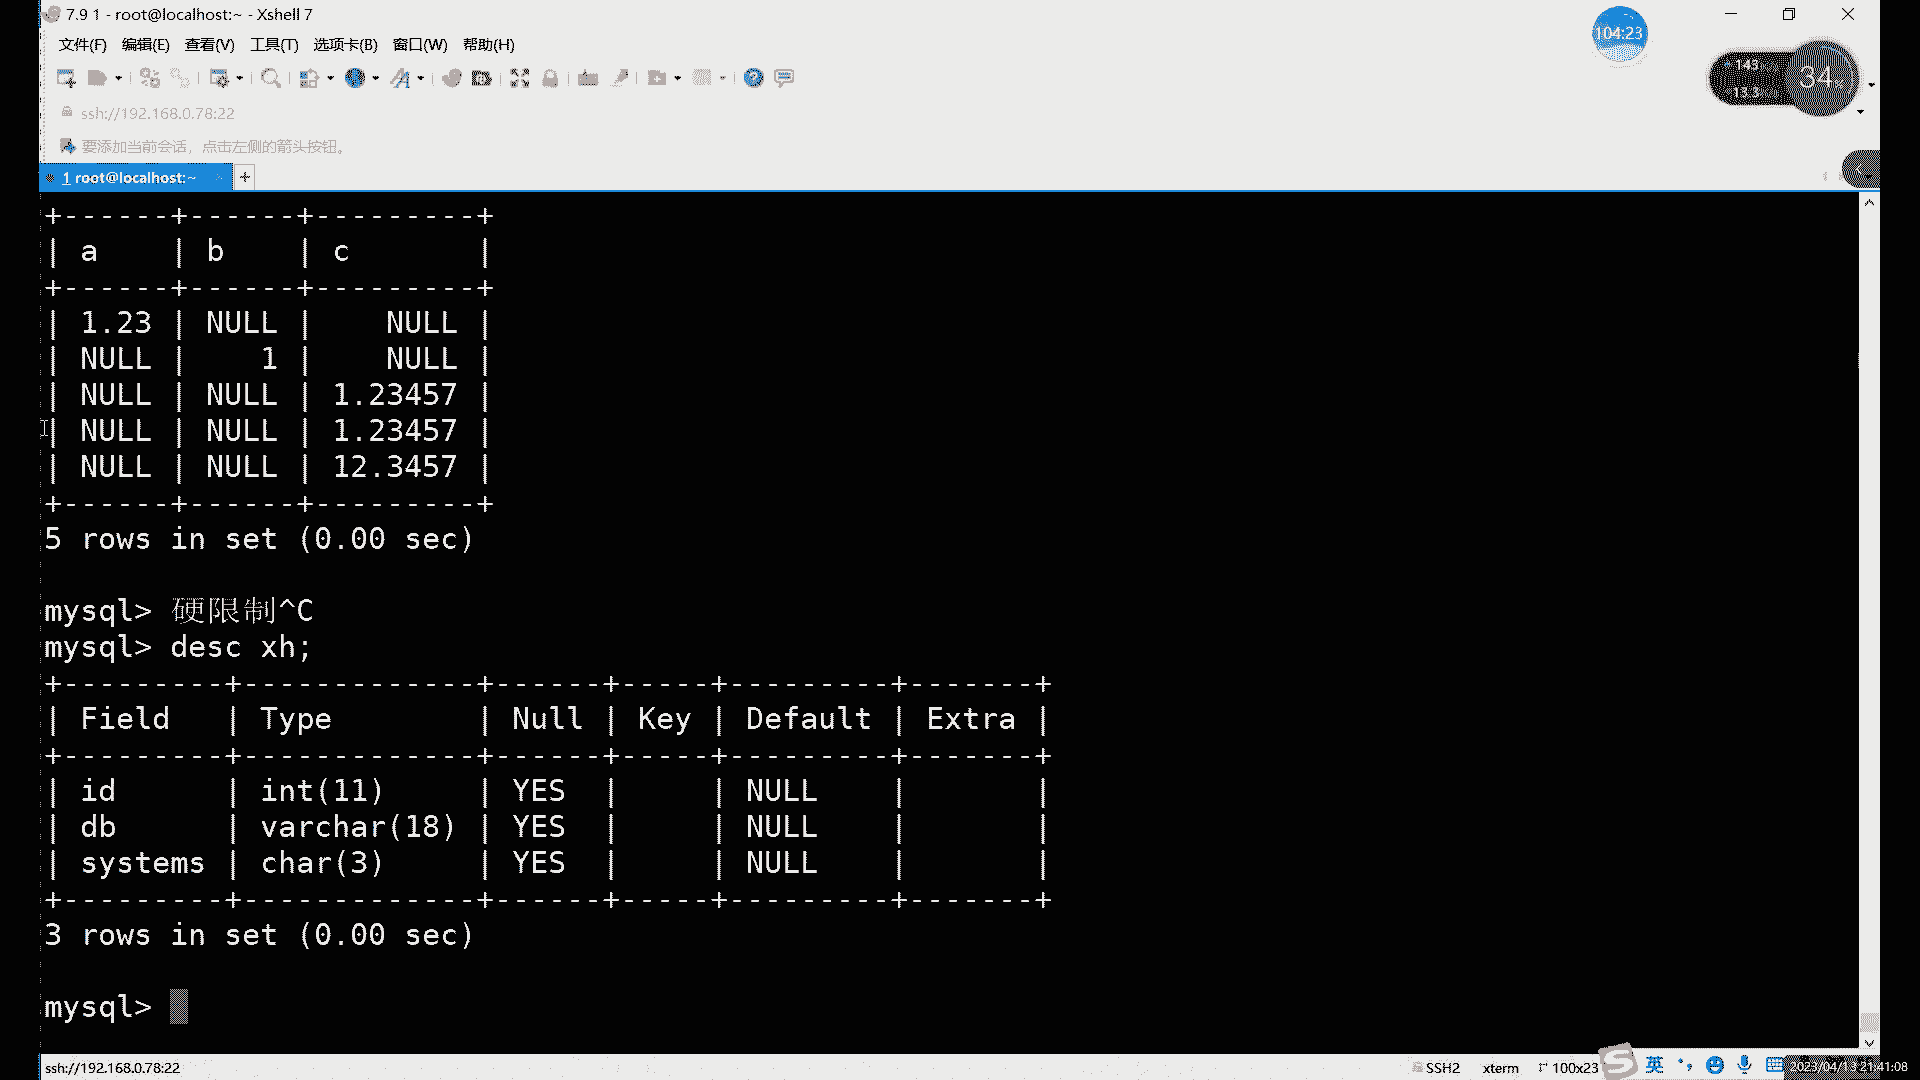 7.9 1 - root@localhost:~ - Xshell 7
文件(F) 编辑(E) 查看(V) 工具(T) 选项卡(B) 窗口(W) 帮助(H)
104:23
143
34
13.3
ssh://192.168.0.78:22
要添加当前会话，点击左侧的箭头按钮。
1 root@localhost:~ +
+------+------+---------+
| a    | b    | c       |
+------+------+---------+
| 1.23 | NULL |    NULL |
| NULL |    1 |    NULL |
| NULL | NULL | 1.23457 |
| NULL | NULL | 1.23457 |
| NULL | NULL | 12.3457 |
+------+------+---------+
5 rows in set (0.00 sec)
mysql> 硬限制^C
mysql> desc xh;
+---------+-------------+------+-----+---------+-------+
| Field   | Type        | Null | Key | Default | Extra |
+---------+-------------+------+-----+---------+-------+
| id      | int(11)     | YES  |     | NULL    |       |
| db      | varchar(18) | YES  |     | NULL    |       |
| systems | char(3)     | YES  |     | NULL    |       |
+---------+-------------+------+-----+---------+-------+
3 rows in set (0.00 sec)
mysql>
ssh://192.168.0.78:22 SSH2 xterm 100x23 英 2023/04/13 21:41:08